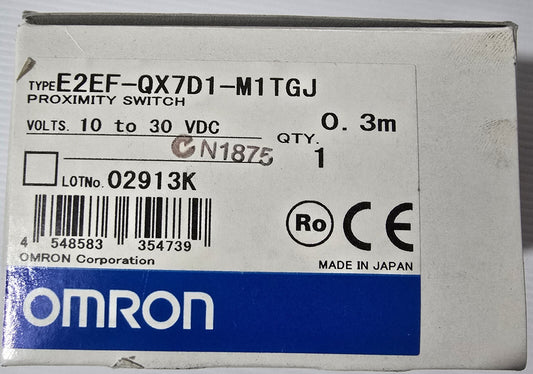 TYPE E2EF-QX7D1-M1TGJ
PROXIMITY SWITCH
VOLTS. 10 to 30 VDC 0.3m
N1875 QTY. 1
LOTNo. 02913K
4 548583 354739
Ro CE
OMRON Corporation
MADE IN JAPAN
OMRON